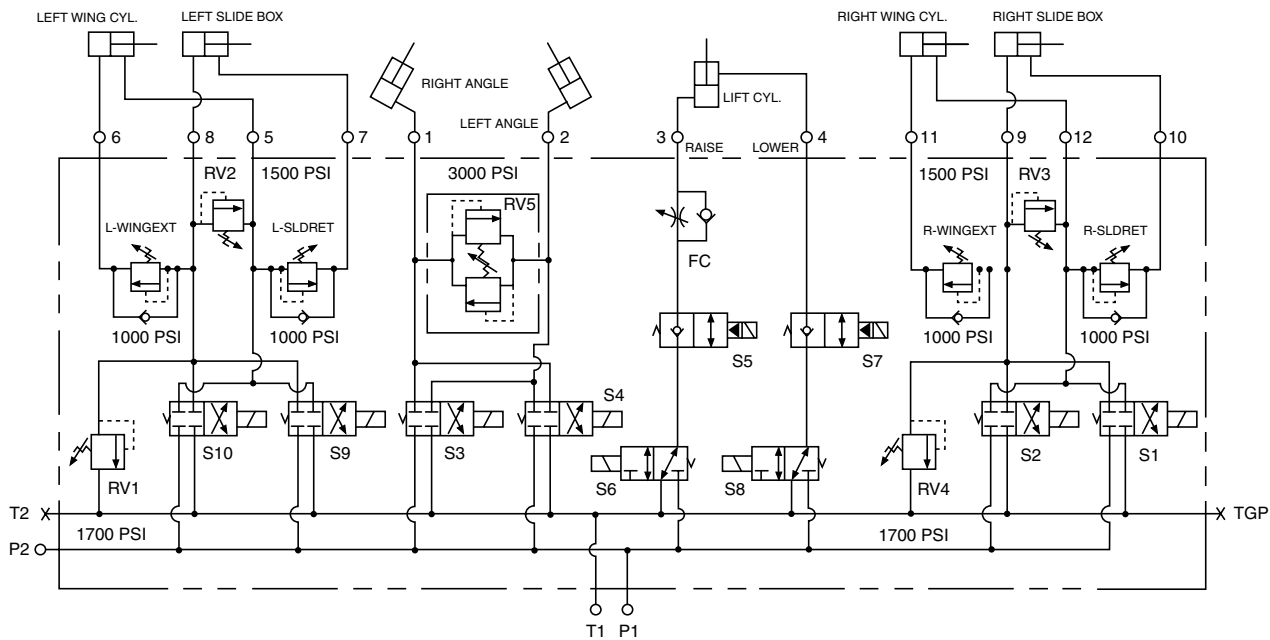 LEFT WING CYL. LEFT SLIDE BOX RIGHT WING CYL. RIGHT SLIDE BOX
RIGHT ANGLE
LIFT CYL.
LEFT ANGLE
6 8 5 7 1 2 3 4 11 9 12 10
RAISE LOWER
RV2 1500 PSI 3000 PSI 1500 PSI RV3
RV5
L-WINGEXT L-SLDRET R-WINGEXT R-SLDRET
FC
1000 PSI 1000 PSI 1000 PSI 1000 PSI
S5 S7
S4
S10 S9 S3 S2 S1
RV1 S6 S8 RV4
T2 TGP
1700 PSI 1700 PSI
P2
T1 P1